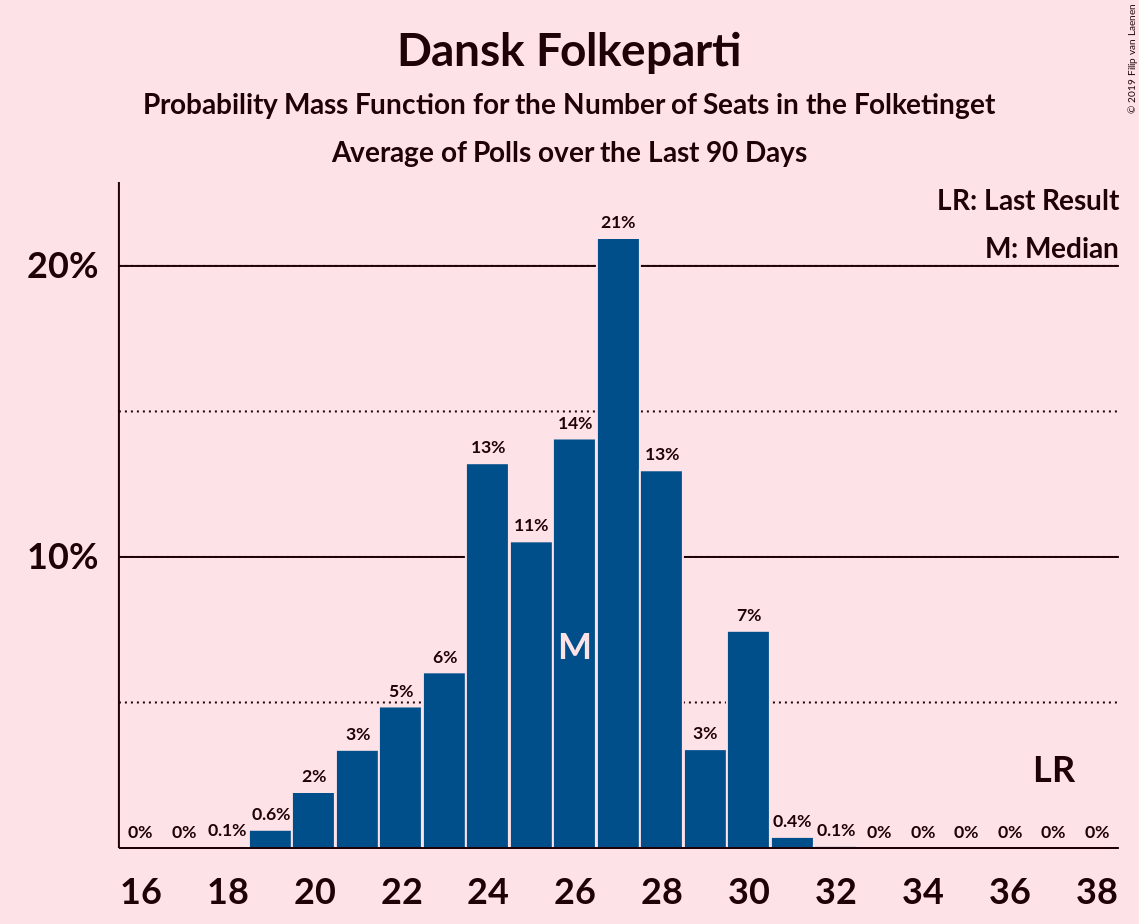 Dansk Folkeparti
Probability Mass Function for the Number of Seats in the Folketinget
Average of Polls over the Last 90 Days
© 2019 Filip van Laenen
LR: Last Result
M: Median
20%
10%
0%
0%
0.1%
0.6%
2%
3%
5%
6%
13%
11%
14%
21%
13%
3%
7%
0.4%
0.1%
0%
0%
0%
0%
0%
0%
M
LR
16 18 20 22 24 26 28 30 32 34 36 38